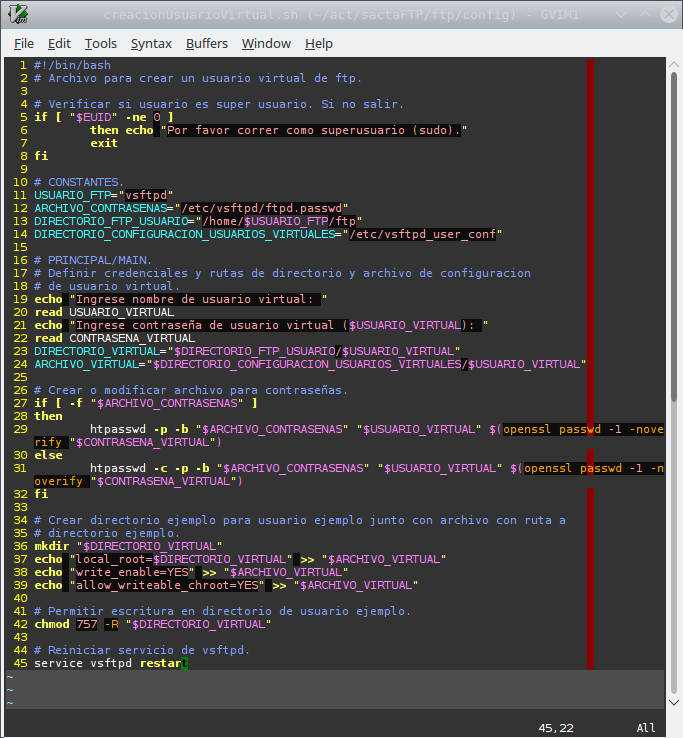 creacionUsuarioVirtual.sh (~/act/sactaFTP/ftp/config) - GVIM1
File Edit Tools Syntax Buffers Window Help
1 #!/bin/bash
2 # Archivo para crear un usuario virtual de ftp.
3
4 # Verificar si usuario es super usuario. Si no salir.
5 if [ "$EUID" -ne 0 ]
6 then echo "Por favor correr como superusuario (sudo)."
7 exit
8 fi
9
10 # CONSTANTES.
11 USUARIO_FTP="vsftpd"
12 ARCHIVO_CONTRASENAS="/etc/vsftpd/ftpd.passwd"
13 DIRECTORIO_FTP_USUARIO="/home/$USUARIO_FTP/ftp"
14 DIRECTORIO_CONFIGURACION_USUARIOS_VIRTUALES="/etc/vsftpd_user_conf"
15
16 # PRINCIPAL/MAIN.
17 # Definir credenciales y rutas de directorio y archivo de configuracion
18 # de usuario virtual.
19 echo "Ingrese nombre de usuario virtual: "
20 read USUARIO_VIRTUAL
21 echo "Ingrese contraseña de usuario virtual ($USUARIO_VIRTUAL): "
22 read CONTRASENA_VIRTUAL
23 DIRECTORIO_VIRTUAL="$DIRECTORIO_FTP_USUARIO/$USUARIO_VIRTUAL"
24 ARCHIVO_VIRTUAL="$DIRECTORIO_CONFIGURACION_USUARIOS_VIRTUALES/$USUARIO_VIRTUAL"
25
26 # Crear o modificar archivo para contraseñas.
27 if [ -f "$ARCHIVO_CONTRASENAS" ]
28 then
29 htpasswd -p -b "$ARCHIVO_CONTRASENAS" "$USUARIO_VIRTUAL" $(openssl passwd -1 -nove
rify "$CONTRASENA_VIRTUAL")
30 else
31 htpasswd -c -p -b "$ARCHIVO_CONTRASENAS" "$USUARIO_VIRTUAL" $(openssl passwd -1 -n
overify "$CONTRASENA_VIRTUAL")
32 fi
33
34 # Crear directorio ejemplo para usuario ejemplo junto con archivo con ruta a
35 # directorio ejemplo.
36 mkdir "$DIRECTORIO_VIRTUAL"
37 echo "local_root=$DIRECTORIO_VIRTUAL" >> "$ARCHIVO_VIRTUAL"
38 echo "write_enable=YES" >> "$ARCHIVO_VIRTUAL"
39 echo "allow_writeable_chroot=YES" >> "$ARCHIVO_VIRTUAL"
40
41 # Permitir escritura en directorio de usuario ejemplo.
42 chmod 757 -R "$DIRECTORIO_VIRTUAL"
43
44 # Reiniciar servicio de vsftpd.
45 service vsftpd restart
~
~
~
45,22 All